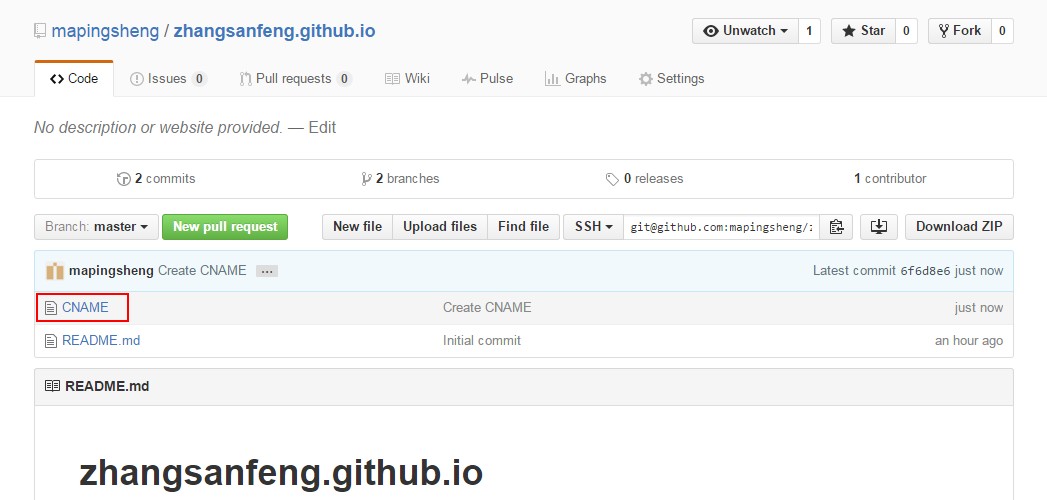 mapingsheng / zhangsanfeng.github.io
Unwatch 1 Star 0 Fork 0
Code Issues 0 Pull requests 0 Wiki Pulse Graphs Settings
No description or website provided. — Edit
2 commits 2 branches 0 releases 1 contributor
Branch: master New pull request New file Upload files Find file SSH git@github.com:mapingsheng/ Download ZIP
mapingsheng Create CNAME ... Latest commit 6f6d8e6 just now
CNAME Create CNAME just now
README.md Initial commit an hour ago
README.md
zhangsanfeng.github.io